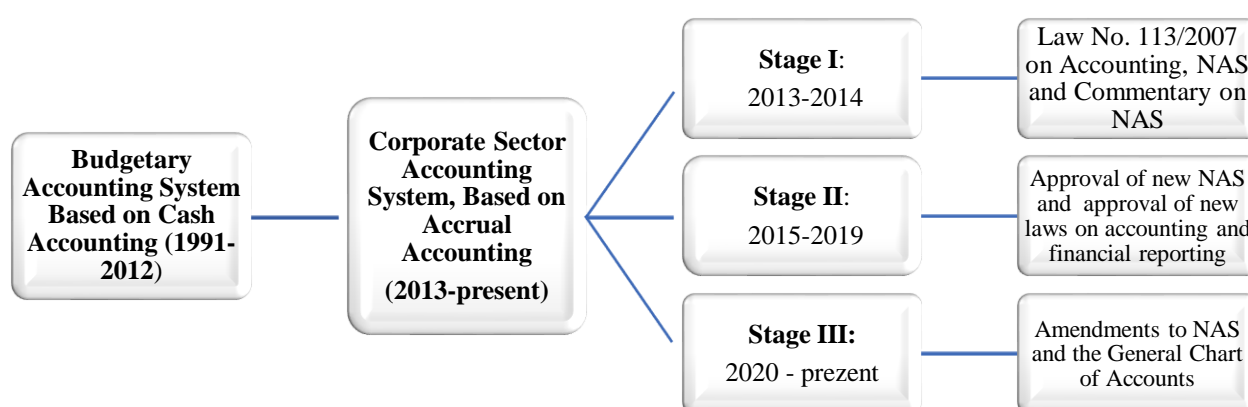 Budgetary
Accounting System
Based on Cash
Accounting (1991-
2012)
Corporate Sector
Accounting
System, Based on
Accrual
Accounting
(2013-present)
Stage I:
2013-2014
Law No. 113/2007
on Accounting, NAS
and Commentary on
NAS
Stage II:
2015-2019
Approval of new NAS
and approval of new
laws on accounting and
financial reporting
Stage III:
2020 - prezent
Amendments to NAS
and the General Chart
of Accounts